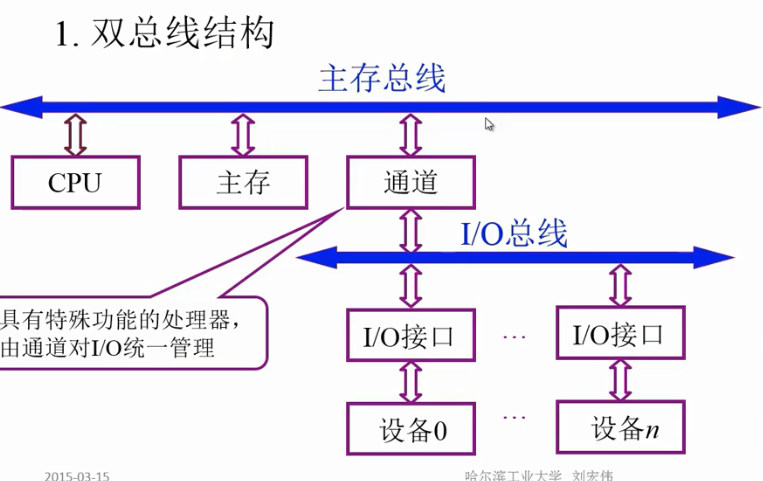 1. 双总线结构
主存总线
CPU
主存
通道
I/O总线
具有特殊功能的处理器，
由通道对I/O统一管理
I/O接口
…
I/O接口
设备0
…
设备n
2015-03-15
哈尔滨工业大学 刘宏伟